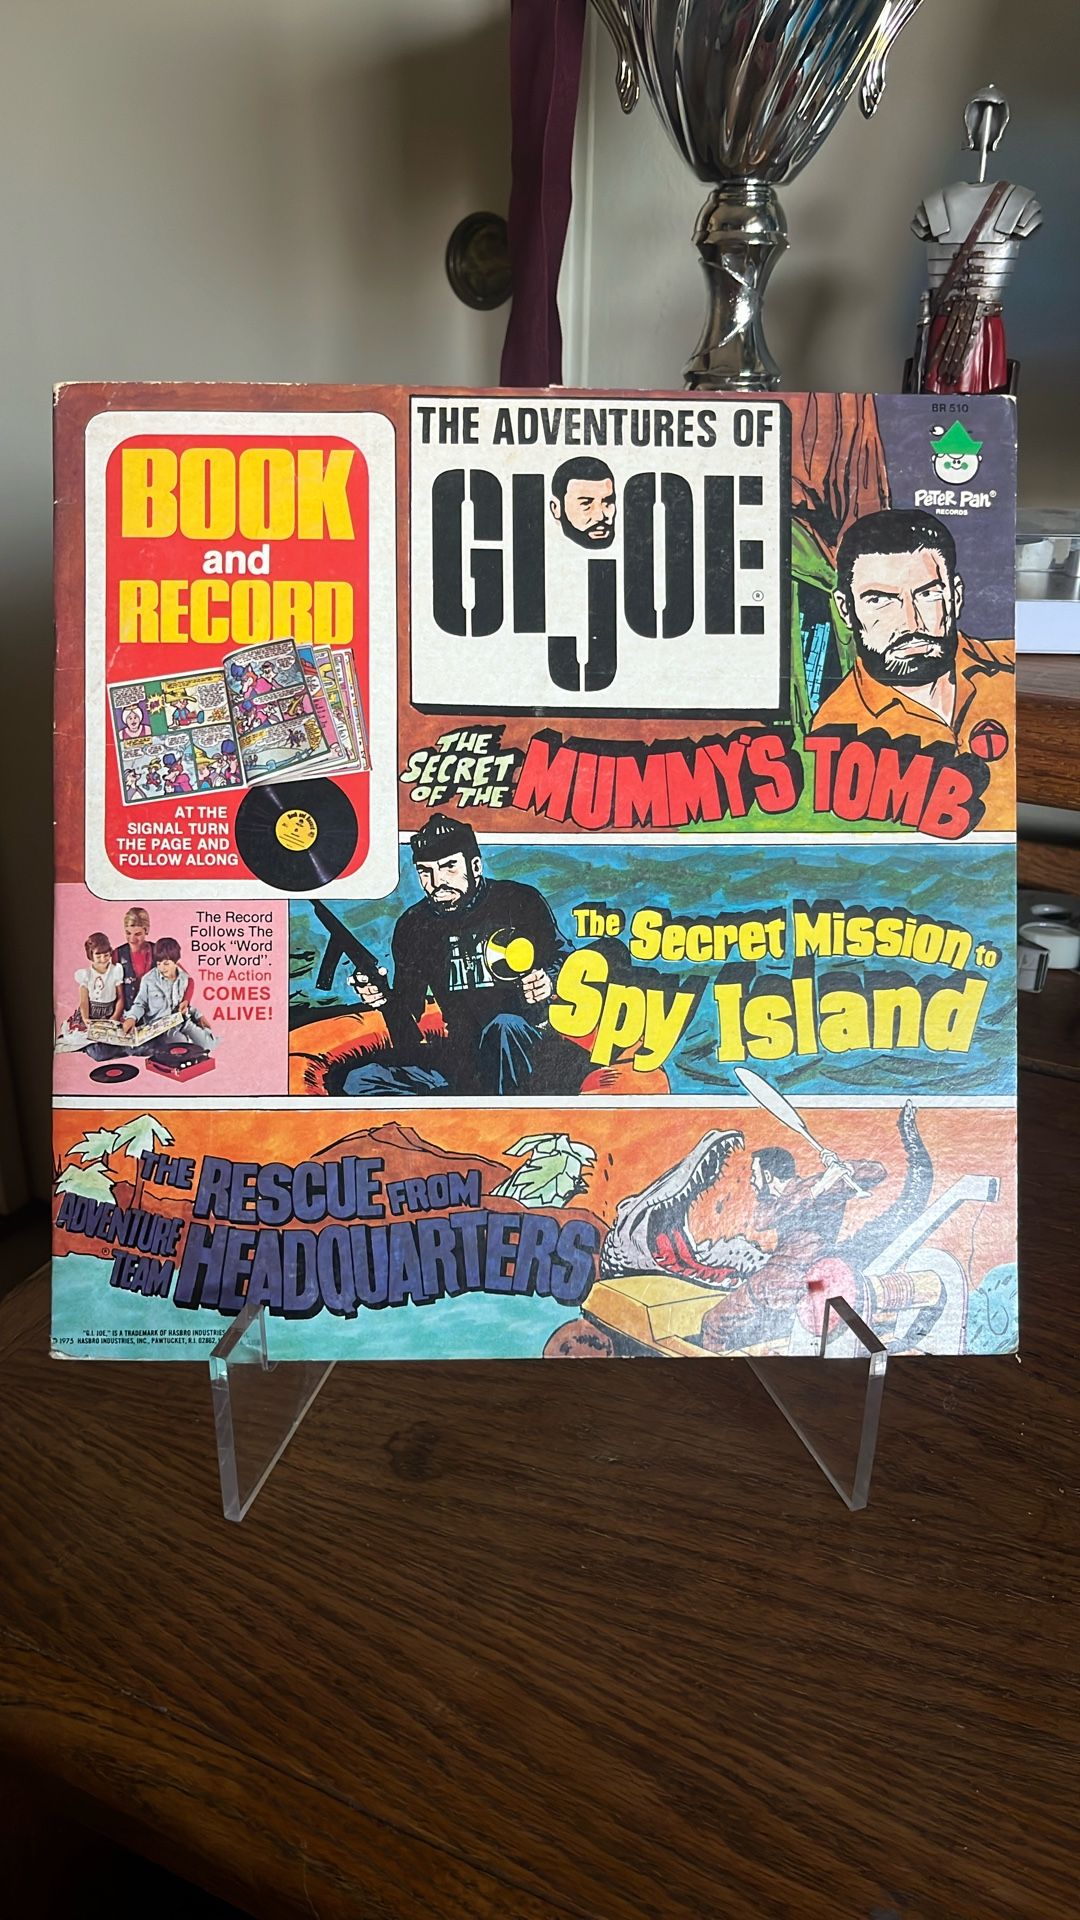 BOOK
and
RECORD
AT THE
SIGNAL TURN
THE PAGE AND
FOLLOW ALONG
The Record
Follows The
Book “Word
For Word”.
The Action
COMES
ALIVE!
THE ADVENTURES OF
GI JOE®
BR 510
PETER PAN®
RECORDS
THE
SECRET
OF THE
MUMMY'S TOMB
The Secret Mission to
Spy Island
THE RESCUE FROM
ADVENTURE
®
TEAM
HEADQUARTERS
"G.I. JOE," IS A TRADEMARK OF HASBRO INDUSTRIES
© 1973 HASBRO INDUSTRIES, INC., PAWTUCKET, R.I. 02862,